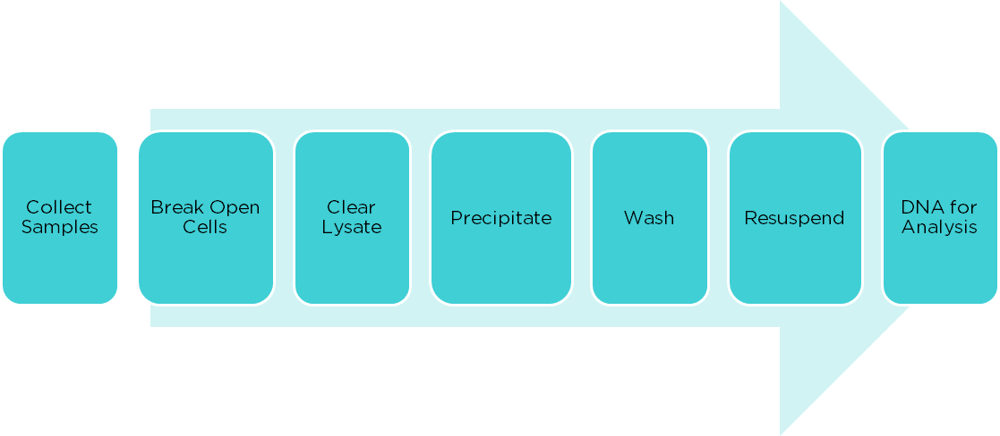 Collect
Samples
Break Open
Cells
Clear
Lysate
Precipitate
Wash
Resuspend
DNA for
Analysis